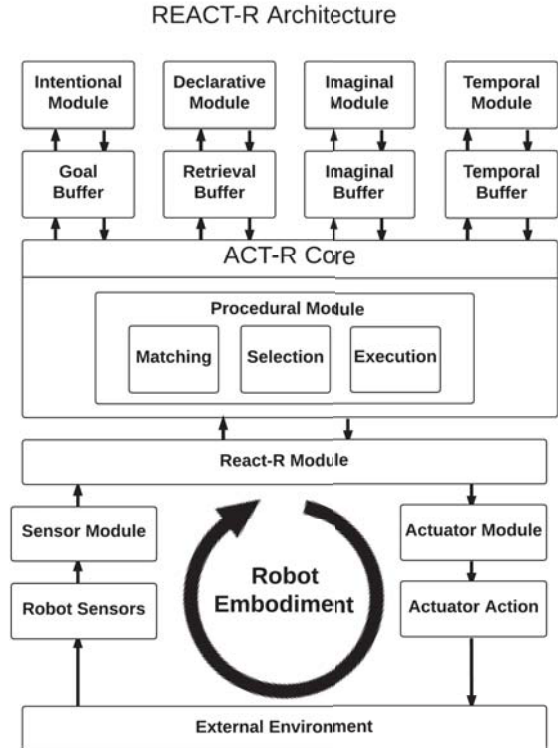 REACT-R Architecture
Intentional
Module
Declarative
Module
Imaginal
Module
Temporal
Module
Goal
Buffer
Retrieval
Buffer
Imaginal
Buffer
Temporal
Buffer
ACT-R Core
Procedural Module
Matching
Selection
Execution
React-R Module
Sensor Module
Actuator Module
Robot
Embodiment
Robot Sensors
Actuator Action
External Environment